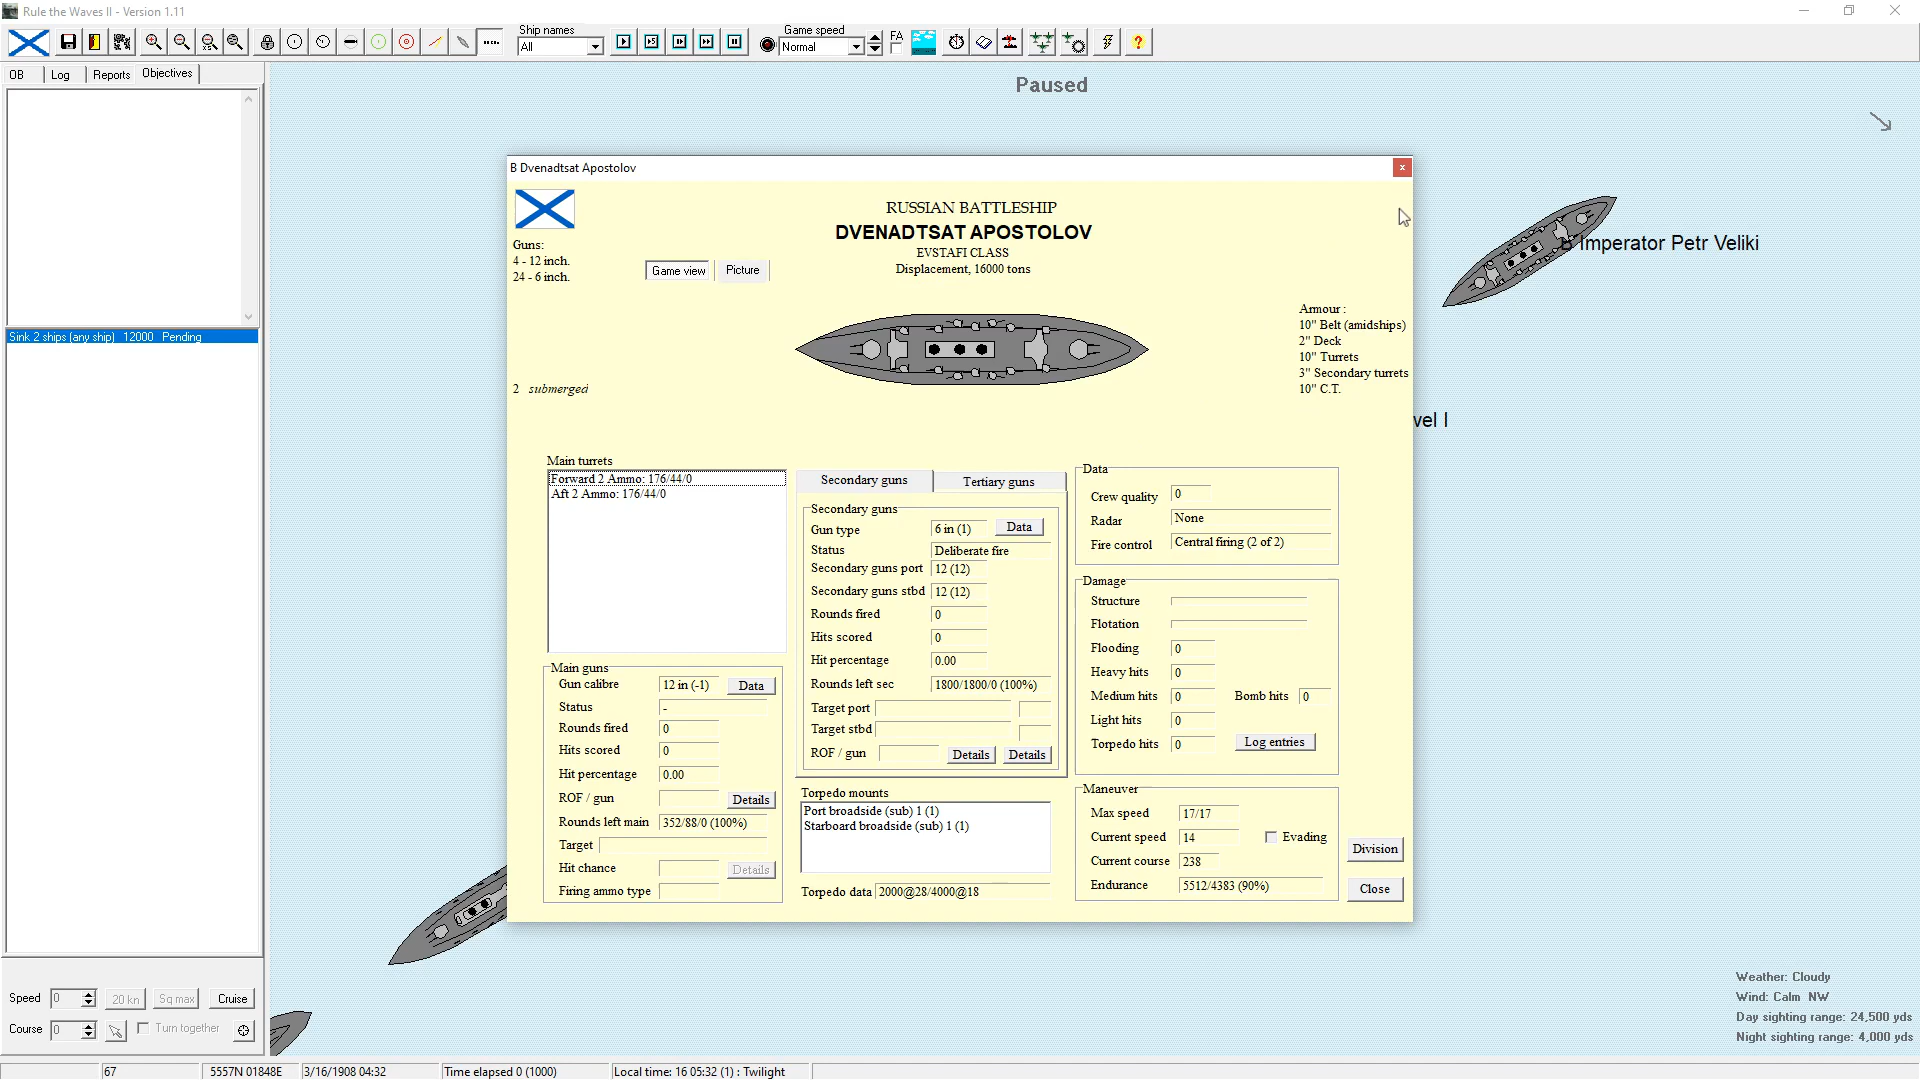 Rule the Waves II - Version 1.11
Ship names
All
Game speed
Normal
FA
OB
Log
Reports
Objectives
Sink 2 ships (any ship) 12000 Pending
Paused
B Imperator Petr Veliki
vel I
B Dvenadtsat Apostolov
x
RUSSIAN BATTLESHIP
DVENADTSAT APOSTOLOV
EVSTAFI CLASS
Displacement, 16000 tons
Guns:
4 - 12 inch.
24 - 6 inch.
Game view
Picture
2 submerged
Armour :
10" Belt (amidships)
2" Deck
10" Turrets
3" Secondary turrets
10" C.T.
Main turrets
Forward 2 Ammo: 176/44/0
Aft 2 Ammo: 176/44/0
Main guns
Gun calibre 12 in (-1) Data
Status -
Rounds fired 0
Hits scored 0
Hit percentage 0.00
ROF / gun Details
Rounds left main 352/88/0 (100%)
Target
Hit chance Details
Firing ammo type
Secondary guns
Tertiary guns
Secondary guns
Gun type 6 in (1) Data
Status Deliberate fire
Secondary guns port 12 (12)
Secondary guns stbd 12 (12)
Rounds fired 0
Hits scored 0
Hit percentage 0.00
Rounds left sec 1800/1800/0 (100%)
Target port
Target stbd
ROF / gun Details Details
Torpedo mounts
Port broadside (sub) 1 (1)
Starboard broadside (sub) 1 (1)
Torpedo data 2000@28/4000@18
Data
Crew quality 0
Radar None
Fire control Central firing (2 of 2)
Damage
Structure
Flotation
Flooding 0
Heavy hits 0
Medium hits 0 Bomb hits 0
Light hits 0
Torpedo hits 0 Log entries
Maneuver
Max speed 17/17
Current speed 14 Evading
Current course 238
Endurance 5512/4383 (90%)
Division
Close
Speed 0 20 kn Sq max Cruise
Course 0 Turn together
Weather: Cloudy
Wind: Calm NW
Day sighting range: 24,500 yds
Night sighting range: 4,000 yds
67 5557N 01848E 3/16/1908 04:32 Time elapsed 0 (1000) Local time: 16 05:32 (1) : Twilight